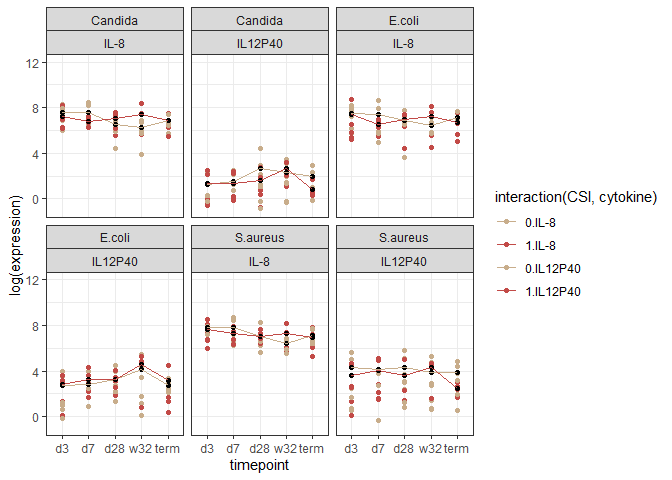 Candida
Candida
E.coli
IL-8
IL12P40
IL-8
12
8
4
0
E.coli
S.aureus
S.aureus
IL12P40
IL-8
IL12P40
12
8
4
0
d3 d7 d28 w32 term
d3 d7 d28 w32 term
d3 d7 d28 w32 term
timepoint
log(expression)
interaction(CSI, cytokine)
0.IL-8
1.IL-8
0.IL12P40
1.IL12P40